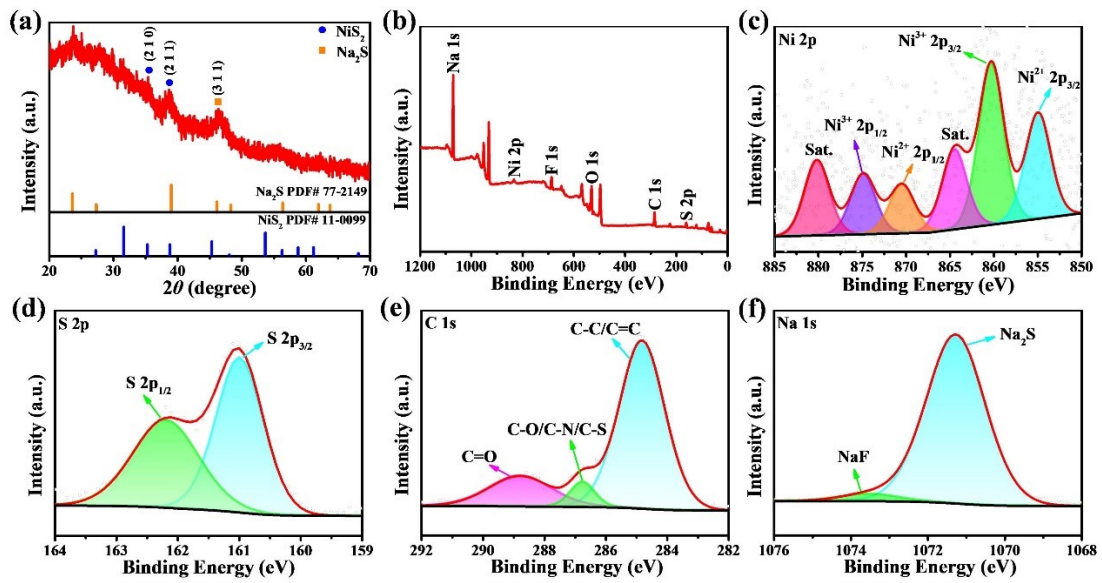 (a)
NiS₂
Na₂S
(2 1 0)
(2 1 1)
(3 1 1)
Na₂S PDF# 77-2149
NiS₂ PDF# 11-0099
Intensity (a.u.)
20 30 40 50 60 70
2θ (degree)
(b)
Na 1s
Ni 2p
F 1s
O 1s
C 1s
S 2p
Intensity (a.u.)
1200 1000 800 600 400 200 0
Binding Energy (eV)
(c)
Ni 2p
Ni³⁺ 2p₃/₂
Ni²⁺ 2p₃/₂
Ni³⁺ 2p₁/₂
Sat.
Sat.
Ni²⁺ 2p₁/₂
Intensity (a.u.)
885 880 875 870 865 860 855 850
Binding Energy (eV)
(d)
S 2p
S 2p₃/₂
S 2p₁/₂
Intensity (a.u.)
164 163 162 161 160 159
Binding Energy (eV)
(e)
C 1s
C-C/C=C
C-O/C-N/C-S
C=O
Intensity (a.u.)
292 290 288 286 284 282
Binding Energy (eV)
(f)
Na 1s
Na₂S
NaF
Intensity (a.u.)
1076 1074 1072 1070 1068
Binding Energy (eV)